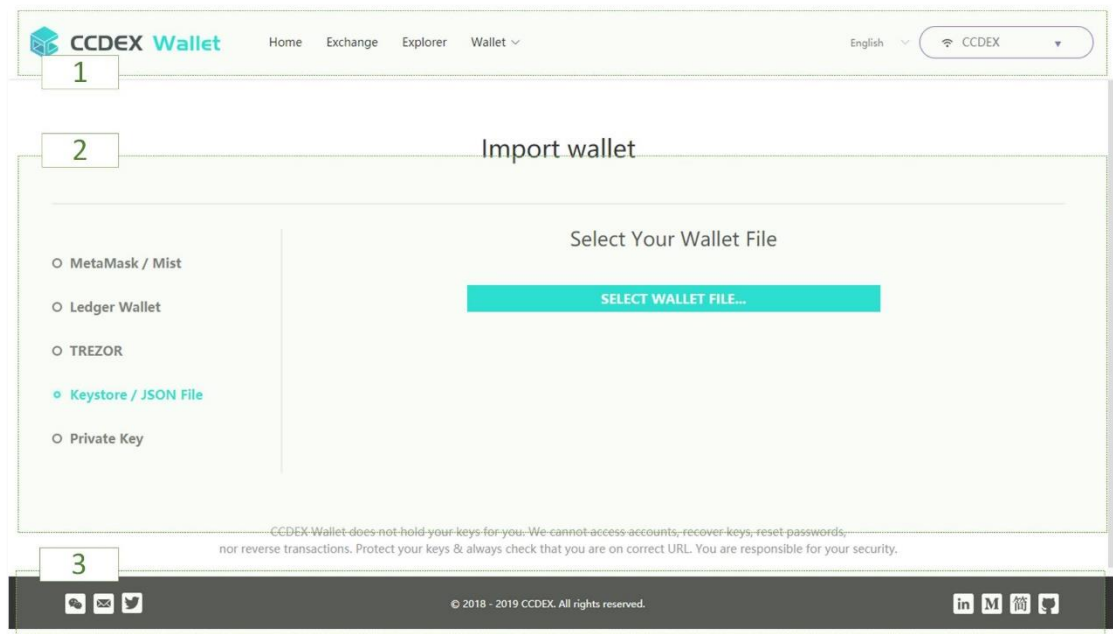 CCDEX Wallet
Home Exchange Explorer Wallet
English CCDEX
1
2
Import wallet
Select Your Wallet File
SELECT WALLET FILE...
MetaMask / Mist
Ledger Wallet
TREZOR
Keystore / JSON File
Private Key
CCDEX Wallet does not hold your keys for you. We cannot access accounts, recover keys, reset passwords,
nor reverse transactions. Protect your keys & always check that you are on correct URL. You are responsible for your security.
3
© 2018 - 2019 CCDEX. All rights reserved.
in M 简